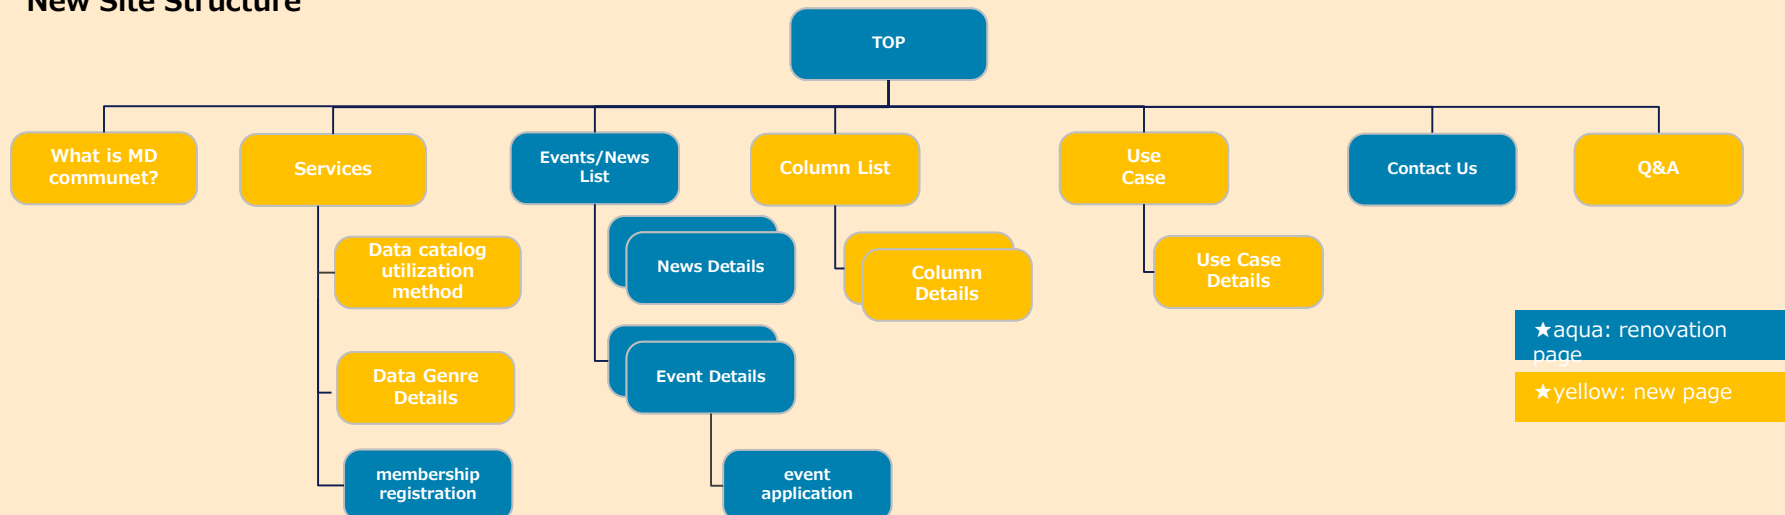 New Site Structure
TOP
What is MD
communet?
Services
Events/News
List
Column List
Use
Case
Contact Us
Q&A
Data catalog
utilization
method
Data Genre
Details
membership
registration
News Details
Event Details
event
application
Column
Details
Use Case
Details
★aqua: renovation
page
★yellow: new page